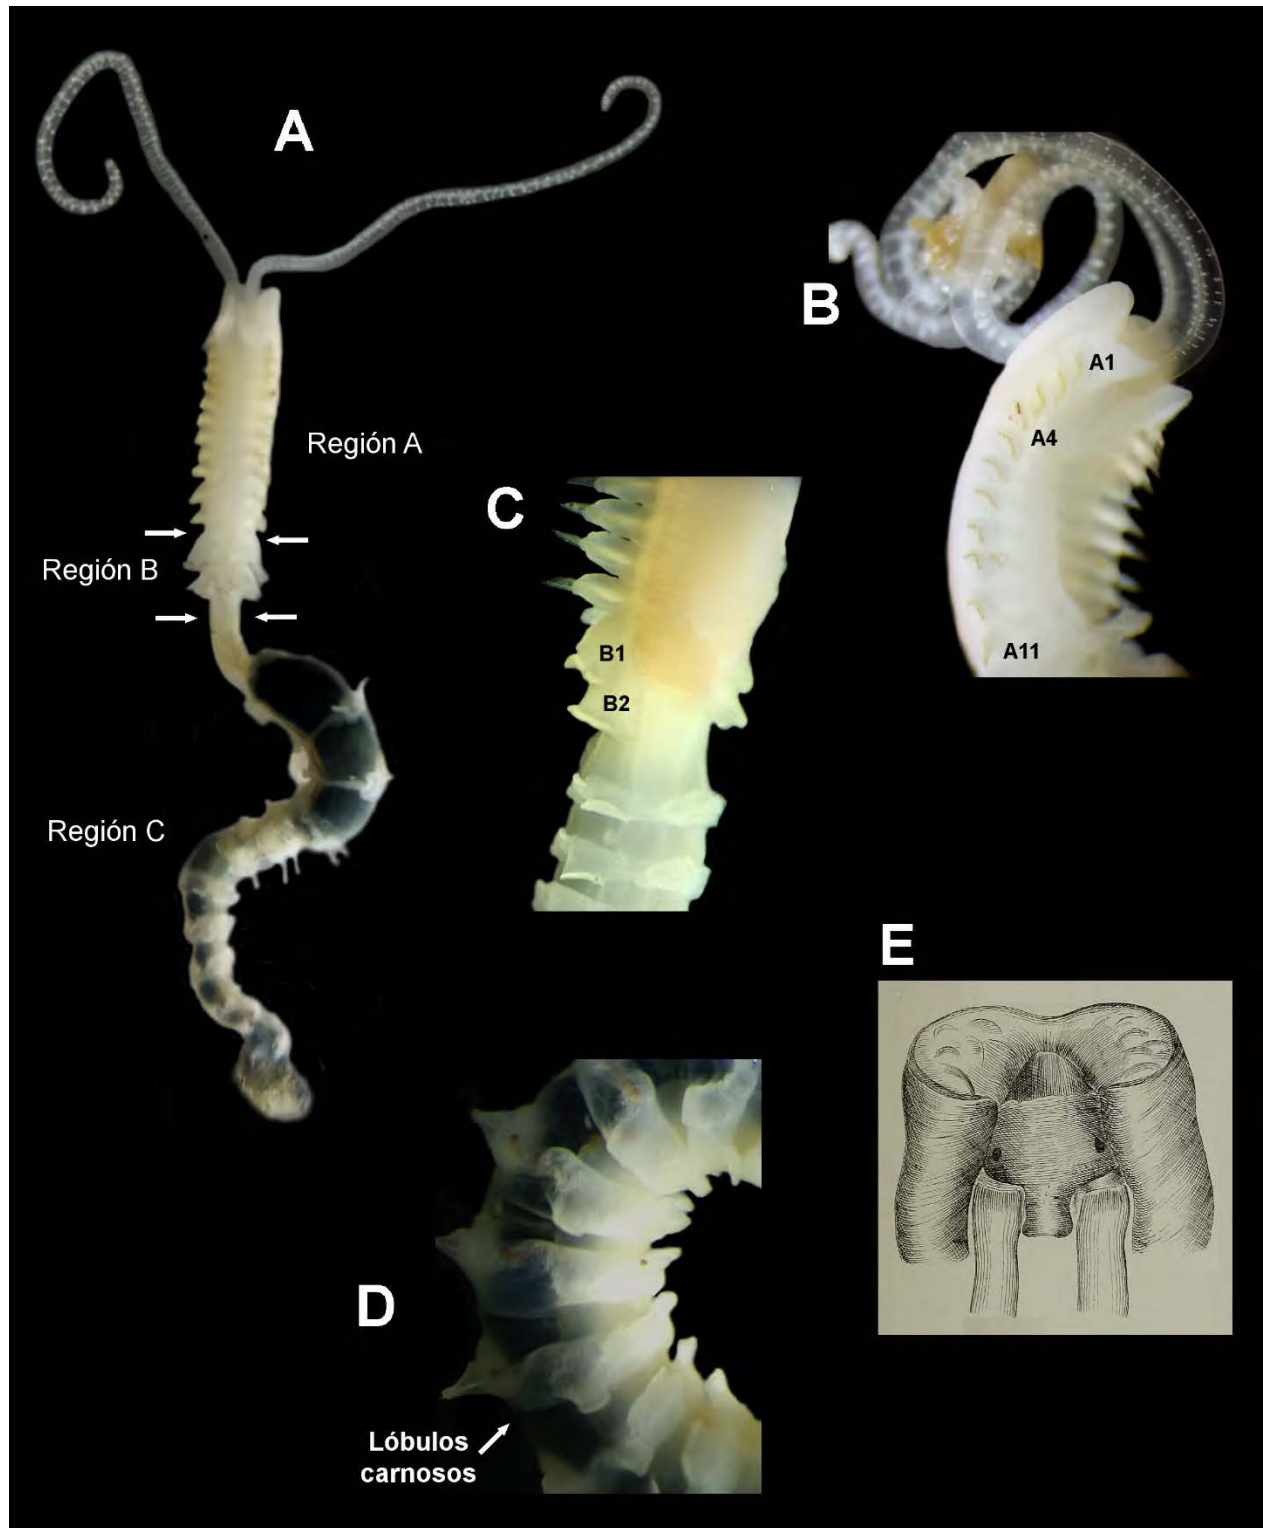 A
B
A1
Región A
A4
C
Región B
B1
A11
B2
Región C
E
D
Lóbulos
carnosos